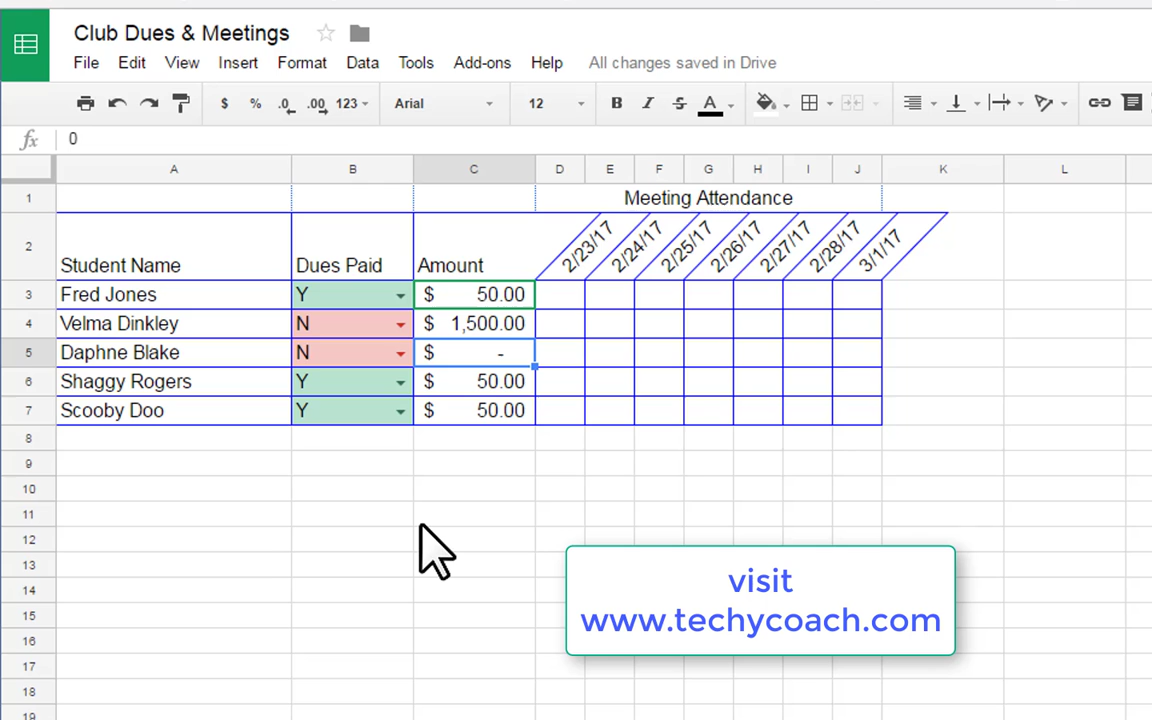 Club Dues & Meetings
File Edit View Insert Format Data Tools Add-ons Help All changes saved in Drive
$ % .0 .00 123 Arial 12 B I S A
fx 0
A B C D E F G H I J K L
1 Meeting Attendance
2 Student Name Dues Paid Amount 2/23/17 2/24/17 2/25/17 2/26/17 2/27/17 2/28/17 3/1/17
3 Fred Jones Y $ 50.00
4 Velma Dinkley N $ 1,500.00
5 Daphne Blake N $ -
6 Shaggy Rogers Y $ 50.00
7 Scooby Doo Y $ 50.00
8
9
10
11
12
13
14
15
16
17
18
19
visit
www.techycoach.com